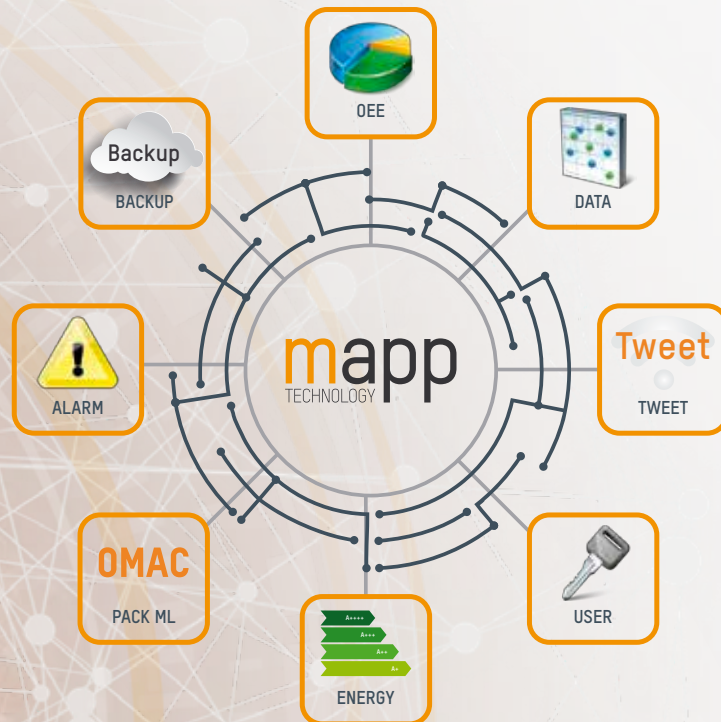 OEE
Backup
BACKUP
DATA
mapp
TECHNOLOGY
ALARM
Tweet
TWEET
OMAC
PACK ML
USER
A++++
A+++
A++
A+
ENERGY